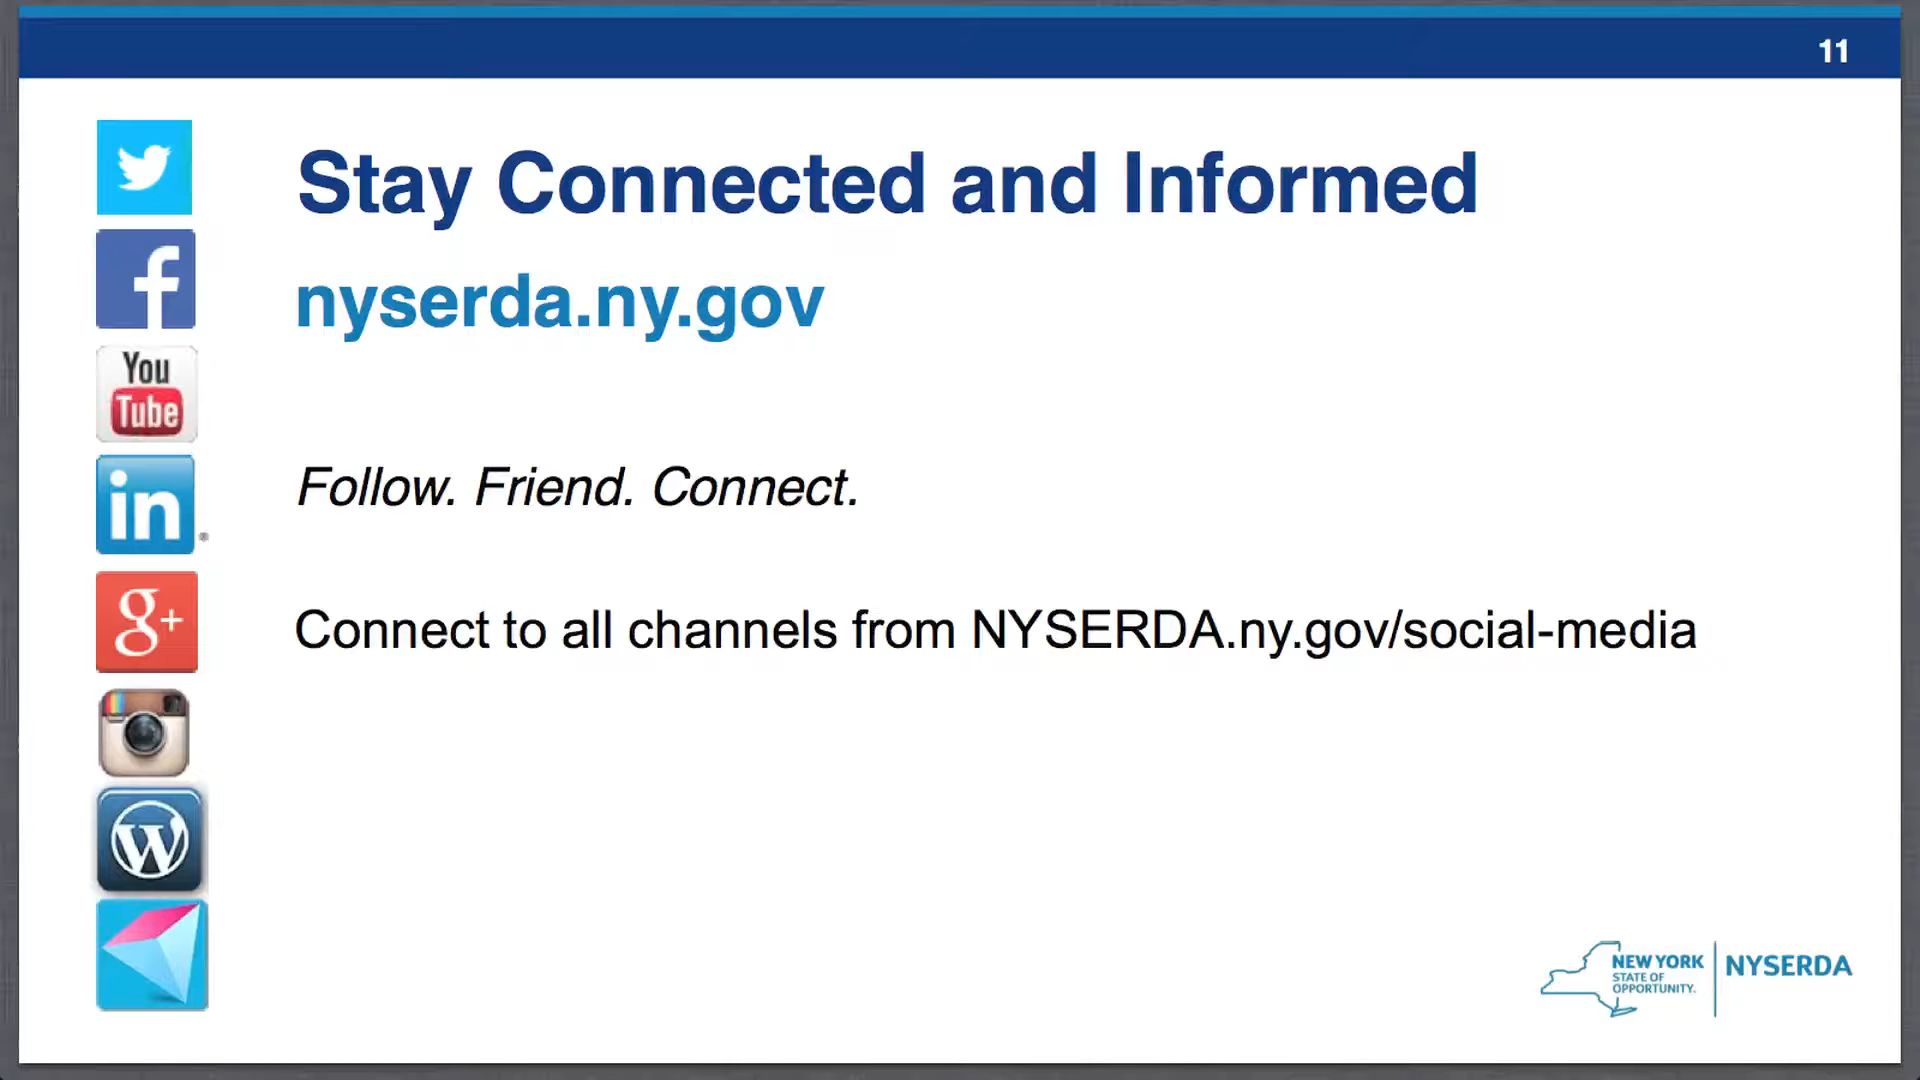 11
Stay Connected and Informed
nyserda.ny.gov
You
Tube
Follow. Friend. Connect.
in
g+
Connect to all channels from NYSERDA.ny.gov/social-media
NEW YORK
STATE OF
OPPORTUNITY.
NYSERDA